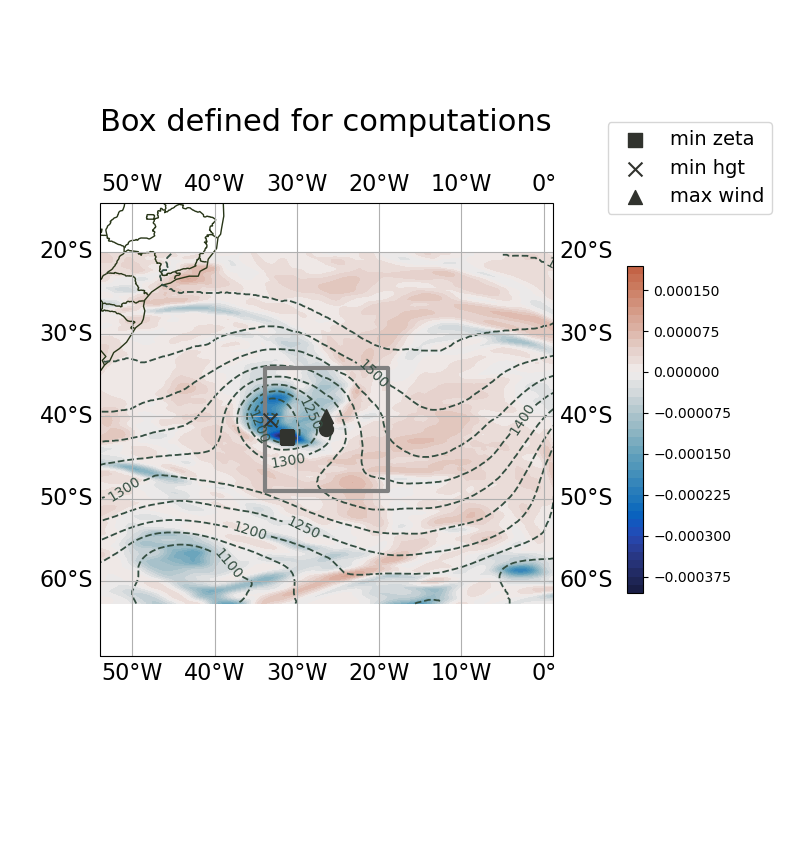 Box defined for computations
min zeta
min hgt
max wind
50°W 40°W 30°W 20°W 10°W 0°
20°S 20°S
30°S 30°S
40°S 40°S
50°S 50°S
60°S 60°S
1500
1400
1250
1200
1300
1300
1200
1250
1100
50°W 40°W 30°W 20°W 10°W 0°
0.000150
0.000075
0.000000
−0.000075
−0.000150
−0.000225
−0.000300
−0.000375